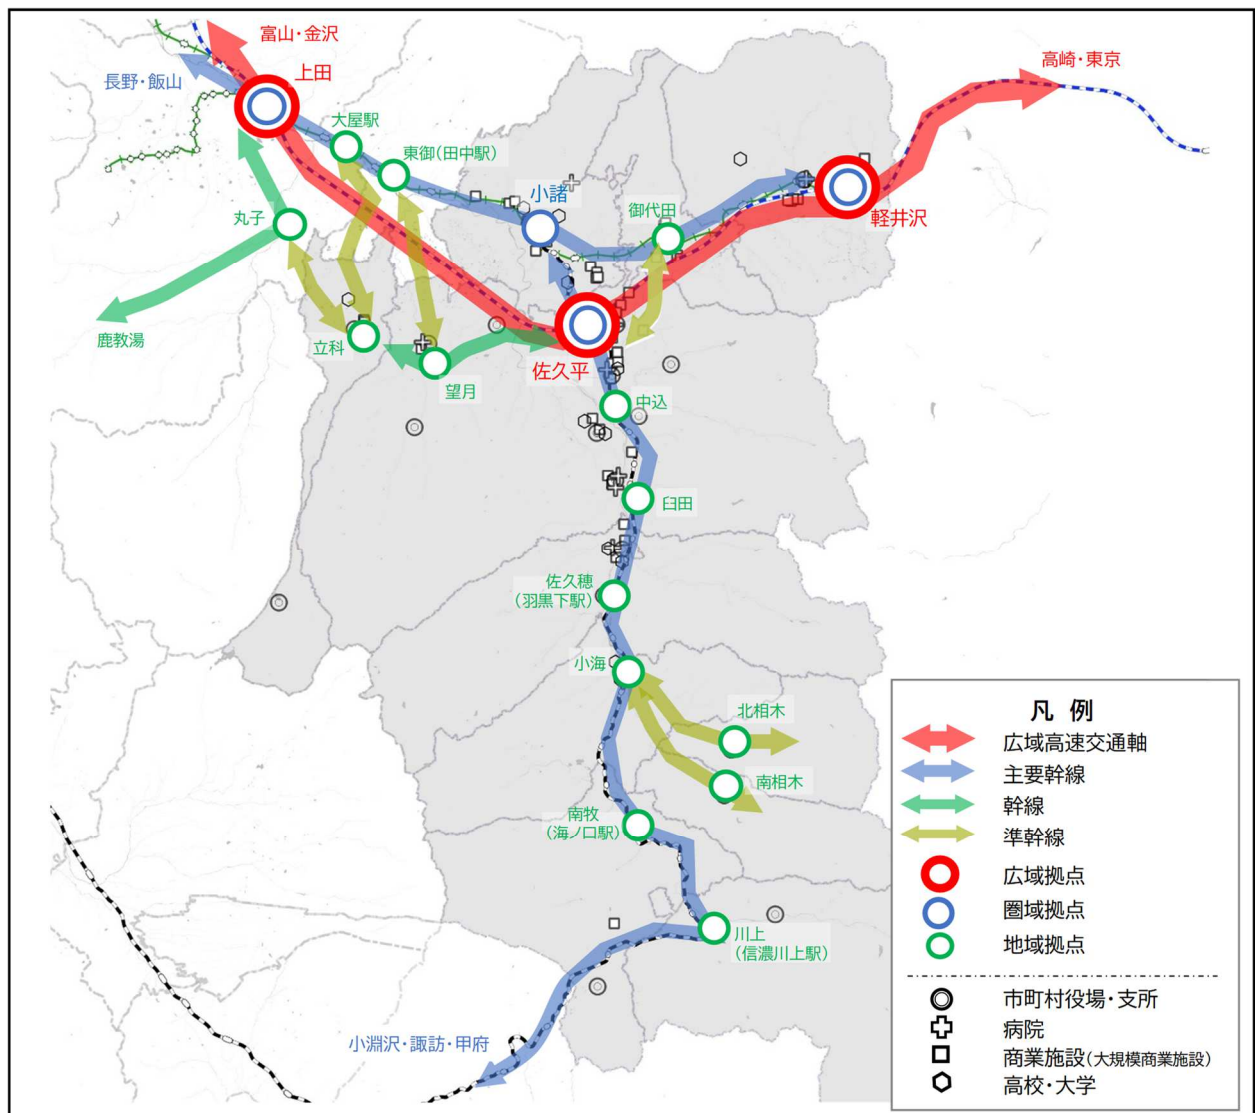 富山・金沢
高崎・東京
上田
長野・飯山
大屋駅
東御(田中駅)
小諸
御代田
軽井沢
丸子
鹿教湯
立科
望月
佐久平
中込
臼田
佐久穂
(羽黒下駅)
小海
北相木
南相木
南牧
(海ノ口駅)
川上
(信濃川上駅)
小淵沢・諏訪・甲府
凡 例
広域高速交通軸
主要幹線
幹線
準幹線
広域拠点
圏域拠点
地域拠点
市町村役場・支所
病院
商業施設(大規模商業施設)
高校・大学